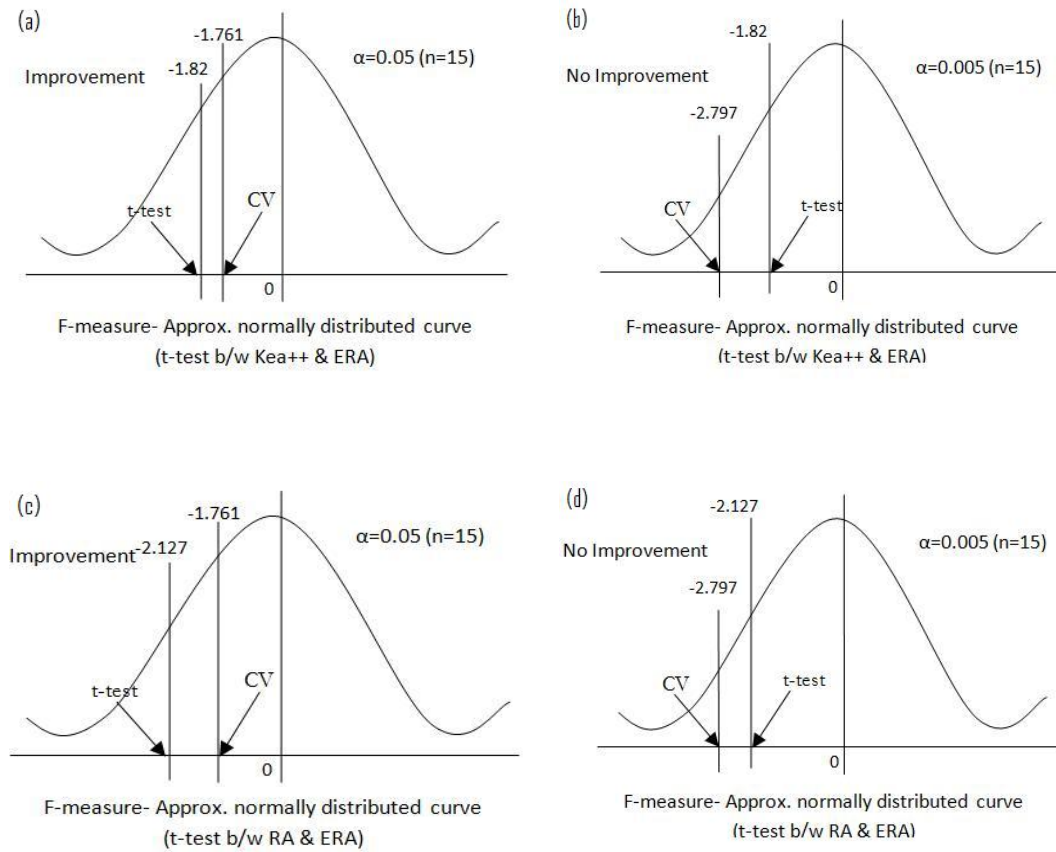 (a)
-1.761
α=0.05 (n=15)
Improvement
-1.82
CV
t-test
0
F-measure- Approx. normally distributed curve
(t-test b/w Kea++ & ERA)
(b)
-1.82
α=0.005 (n=15)
No Improvement
-2.797
CV
t-test
0
F-measure- Approx. normally distributed curve
(t-test b/w Kea++ & ERA)
(c)
-1.761
α=0.05 (n=15)
Improvement
-2.127
CV
t-test
0
F-measure- Approx. normally distributed curve
(t-test b/w RA & ERA)
(d)
-2.127
α=0.005 (n=15)
No Improvement
-2.797
CV
t-test
0
F-measure- Approx. normally distributed curve
(t-test b/w RA & ERA)